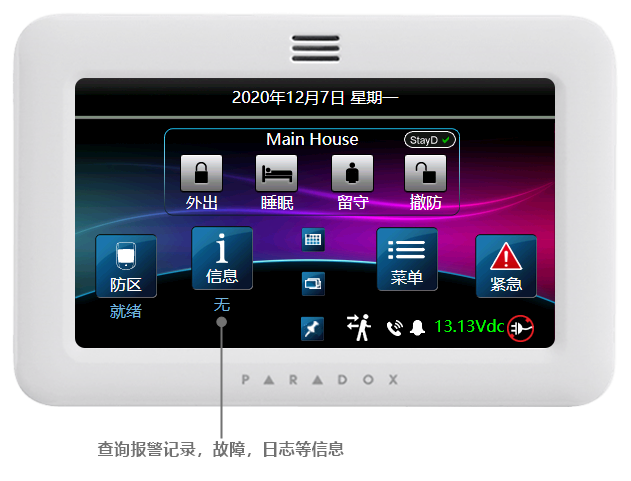 2020年12月7日 星期一
Main House
StayD
外出 睡眠 留守 撤防
防区 信息 菜单 紧急
就绪 无
13.13Vdc
PARADOX
查询报警记录，故障，日志等信息